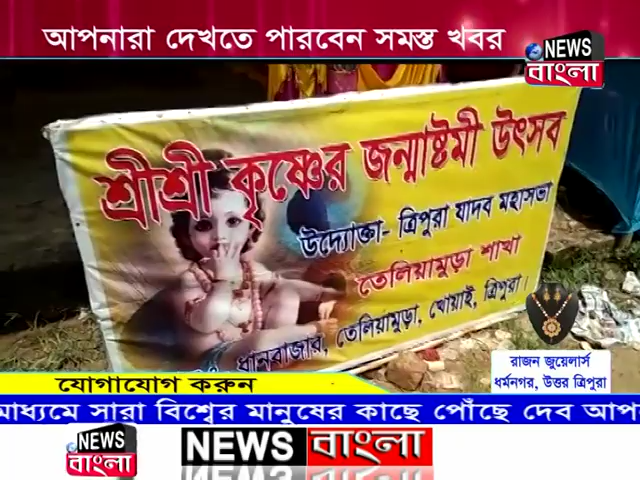 আপনারা দেখতে পারবেন সমস্ত খবর
NEWS
বাংলা
শ্রীশ্রী কৃষ্ণের জন্মাষ্টমী উৎসব
উদ্যোক্তা- ত্রিপুরা যাদব মহাসভা
তেলিয়ামুড়া শাখা
ধানবাজার, তেলিয়ামুড়া, খোয়াই, ত্রিপুরা।
রাজন জুয়েলার্স
ধর্মনগর, উত্তর ত্রিপুরা
যোগাযোগ করুন
মাধ্যমে সারা বিশ্বের মানুষের কাছে পৌঁছে দেব আপ
NEWS
বাংলা
NEWS বাংলা